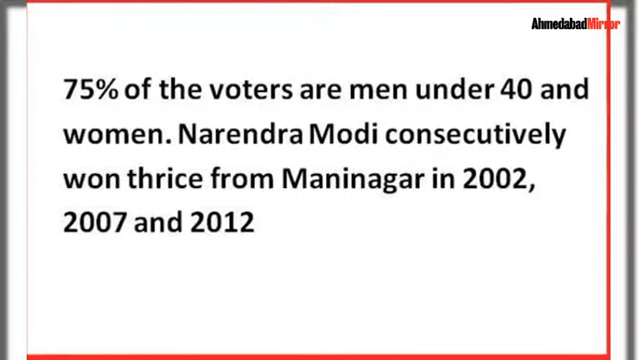 AhmedabadMirror
75% of the voters are men under 40 and
women. Narendra Modi consecutively
won thrice from Maninagar in 2002,
2007 and 2012